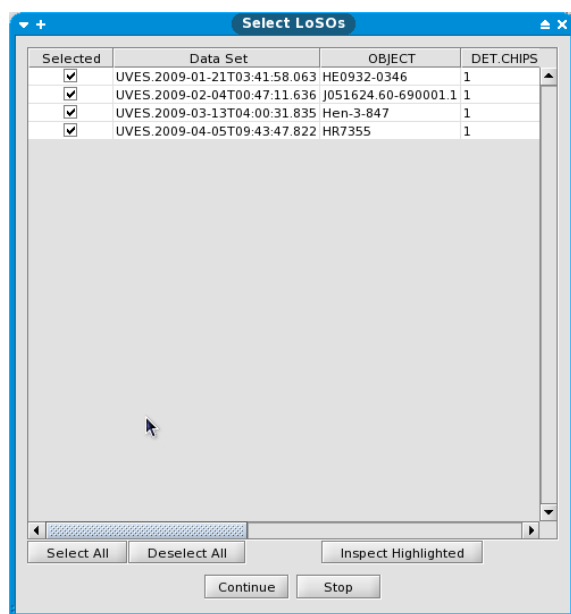 Select LoSOs
Selected Data Set OBJECT DET.CHIPS
UVES.2009-01-21T03:41:58.063 HE0932-0346 1
UVES.2009-02-04T00:47:11.636 J051624.60-690001.1 1
UVES.2009-03-13T04:00:31.835 Hen-3-847 1
UVES.2009-04-05T09:43:47.822 HR7355 1
Select All Deselect All Inspect Highlighted
Continue Stop